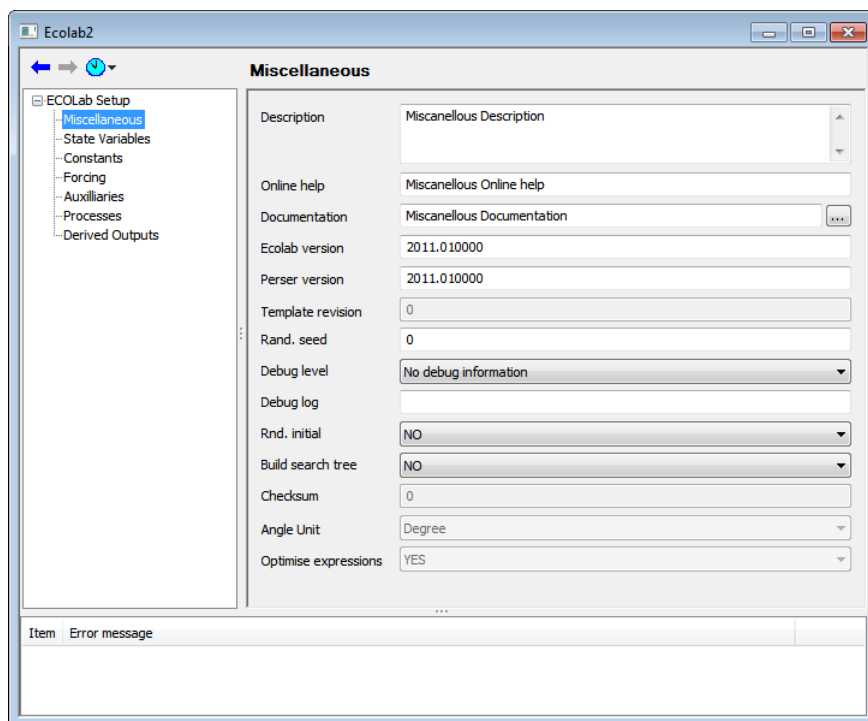 Ecolab2
Miscellaneous
ECOLab Setup
Miscellaneous
State Variables
Constants
Forcing
Auxilliaries
Processes
Derived Outputs
Description
Miscanellous Description
Online help
Miscanellous Online help
Documentation
Miscanellous Documentation
...
Ecolab version
2011.010000
Perser version
2011.010000
Template revision
0
Rand. seed
0
Debug level
No debug information
Debug log
Rnd. initial
NO
Build search tree
NO
Checksum
0
Angle Unit
Degree
Optimise expressions
YES
Item Error message